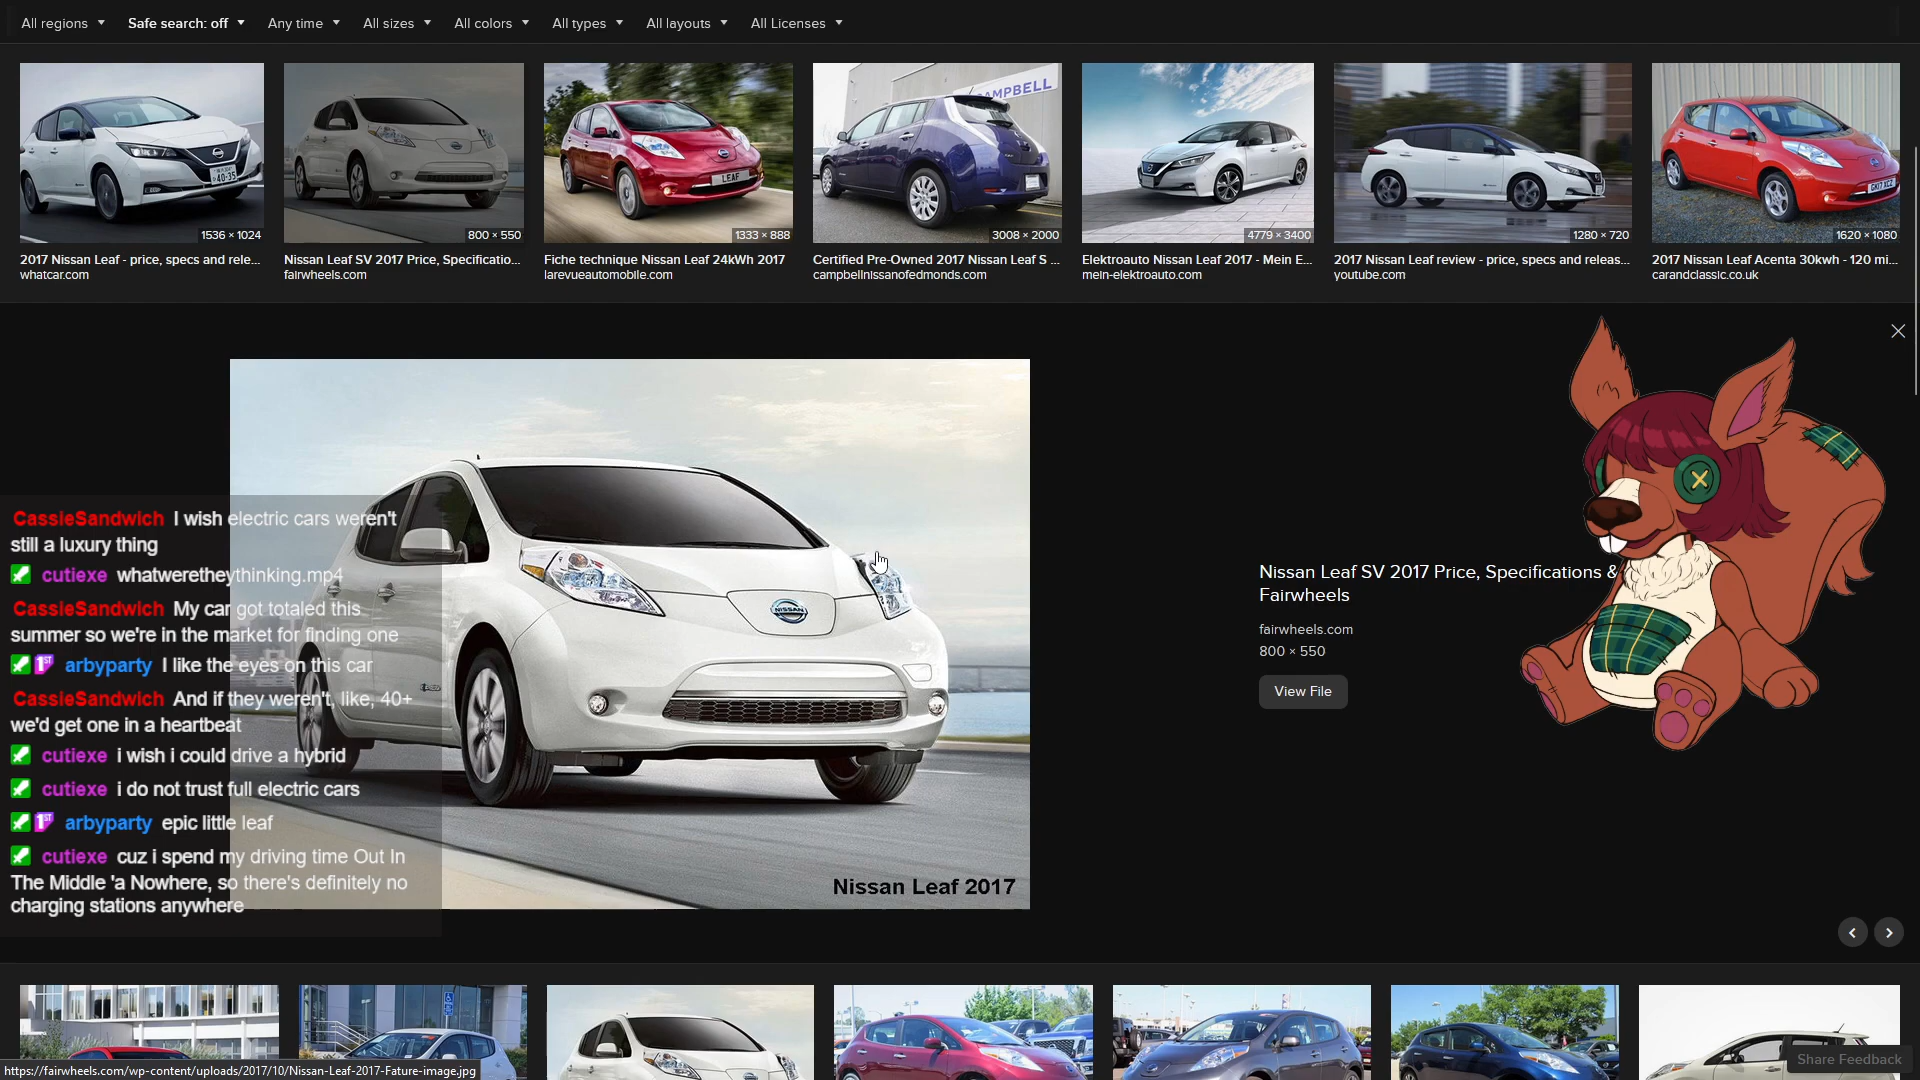 All regions
Safe search: off
Any time
All sizes
All colors
All types
All layouts
All Licenses
40-35
LEAF
CAMPBELL
1536 × 1024
800 × 550
1333 × 888
3008 × 2000
4779 × 3400
1280 × 720
1620 × 1080
2017 Nissan Leaf - price, specs and rele...
whatcar.com
Nissan Leaf SV 2017 Price, Specificatio...
fairwheels.com
Fiche technique Nissan Leaf 24kWh 2017
larevueautomobile.com
Certified Pre-Owned 2017 Nissan Leaf S ...
campbellnissanofedmonds.com
Elektroauto Nissan Leaf 2017 - Mein E...
mein-elektroauto.com
2017 Nissan Leaf review - price, specs and releas...
youtube.com
2017 Nissan Leaf Acenta 30kwh - 120 mi...
carandclassic.co.uk
CassieSandwich I wish electric cars weren't
still a luxury thing
cutiexe whatweretheythinking.mp4
CassieSandwich My car got totaled this
summer so we're in the market for finding one
1ST arbyparty I like the eyes on this car
CassieSandwich And if they weren't, like, 40+
we'd get one in a heartbeat
cutiexe i wish i could drive a hybrid
cutiexe i do not trust full electric cars
1ST arbyparty epic little leaf
cutiexe cuz i spend my driving time Out In
The Middle 'a Nowhere, so there's definitely no
charging stations anywhere
NISSAN
Nissan Leaf 2017
Nissan Leaf SV 2017 Price, Specifications &
Fairwheels
fairwheels.com
800 × 550
View File
Share Feedback
https://fairwheels.com/wp-content/uploads/2017/10/Nissan-Leaf-2017-Fature-image.jpg